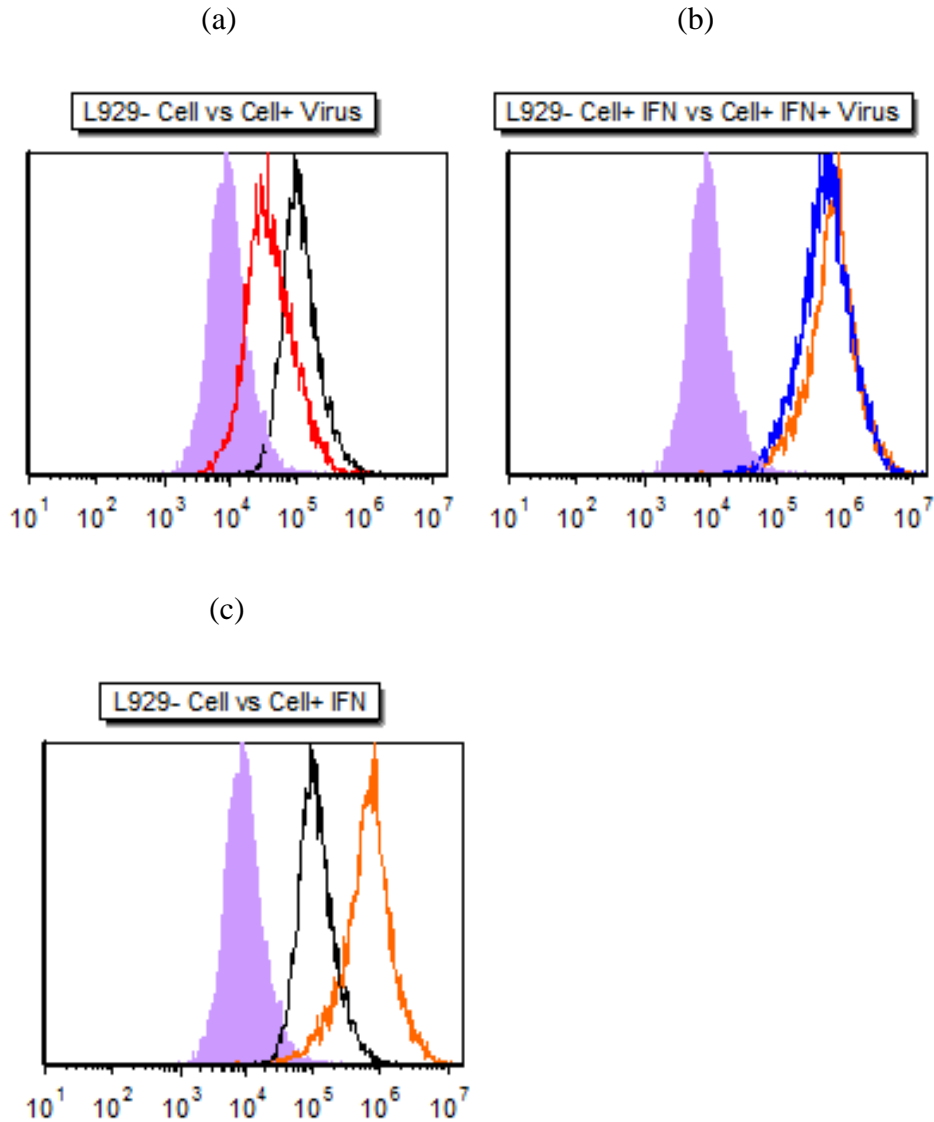 (a) (b)
L929- Cell vs Cell+ Virus L929- Cell+ IFN vs Cell+ IFN+ Virus
10¹ 10² 10³ 10⁴ 10⁵ 10⁶ 10⁷ 10¹ 10² 10³ 10⁴ 10⁵ 10⁶ 10⁷
(c)
L929- Cell vs Cell+ IFN
10¹ 10² 10³ 10⁴ 10⁵ 10⁶ 10⁷